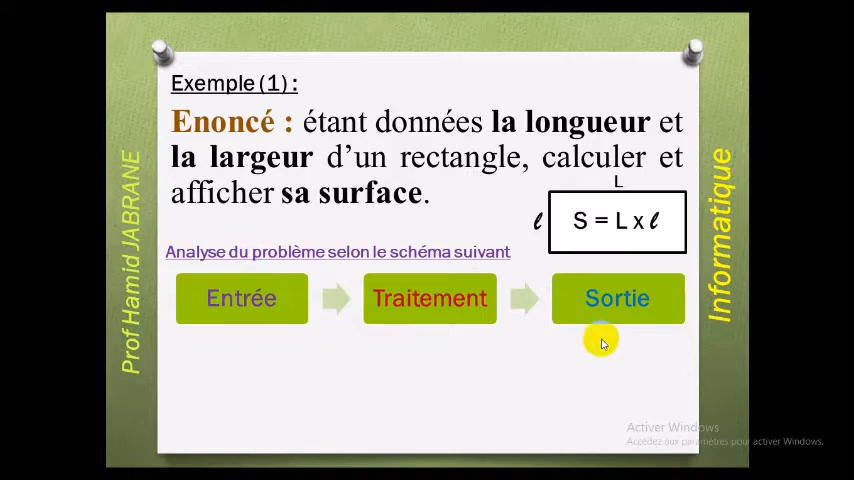 Exemple (1) :
Enoncé : étant données la longueur et
la largeur d’un rectangle, calculer et
afficher sa surface.
L
ℓ
S = L x ℓ
Analyse du problème selon le schéma suivant
Entrée
Traitement
Sortie
Prof Hamid JABRANE
Informatique
Activer Windows
Accédez aux paramètres pour activer Windows.